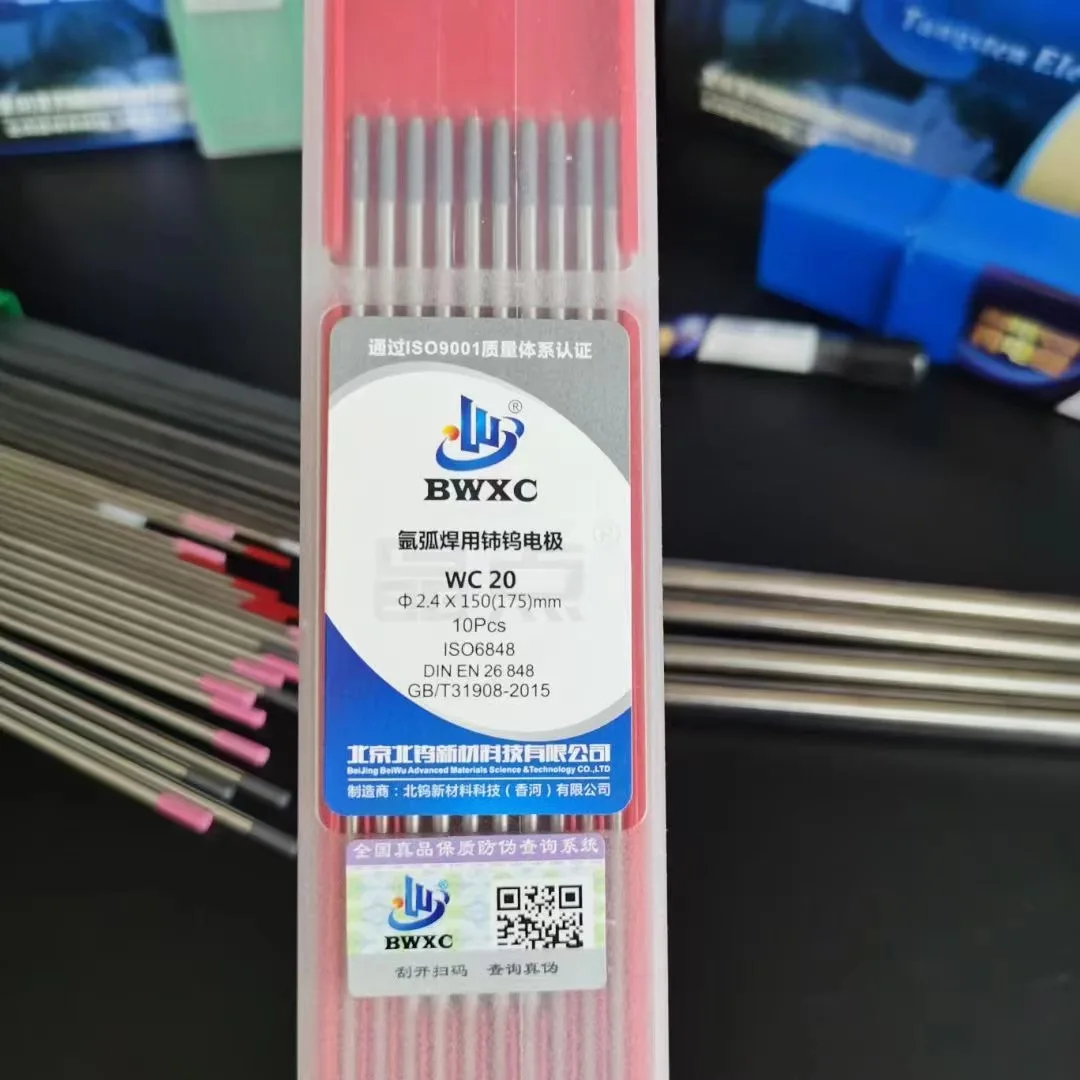 Tungsten Ele
通过ISO9001质量体系认证
®
BWXC
氩弧焊用铈钨电极
WC 20
Φ 2.4 X 150(175)mm
10Pcs
ISO6848
DIN EN 26 848
GB/T31908-2015
北京北钨新材料科技有限公司
BeiJing BeiWu Advanced Materials Science &Technology CO.,LTD
制造商：北钨新材料科技（香河）有限公司
全国真品保质防伪查询系统
®
BWXC
刮开扫码 查询真伪